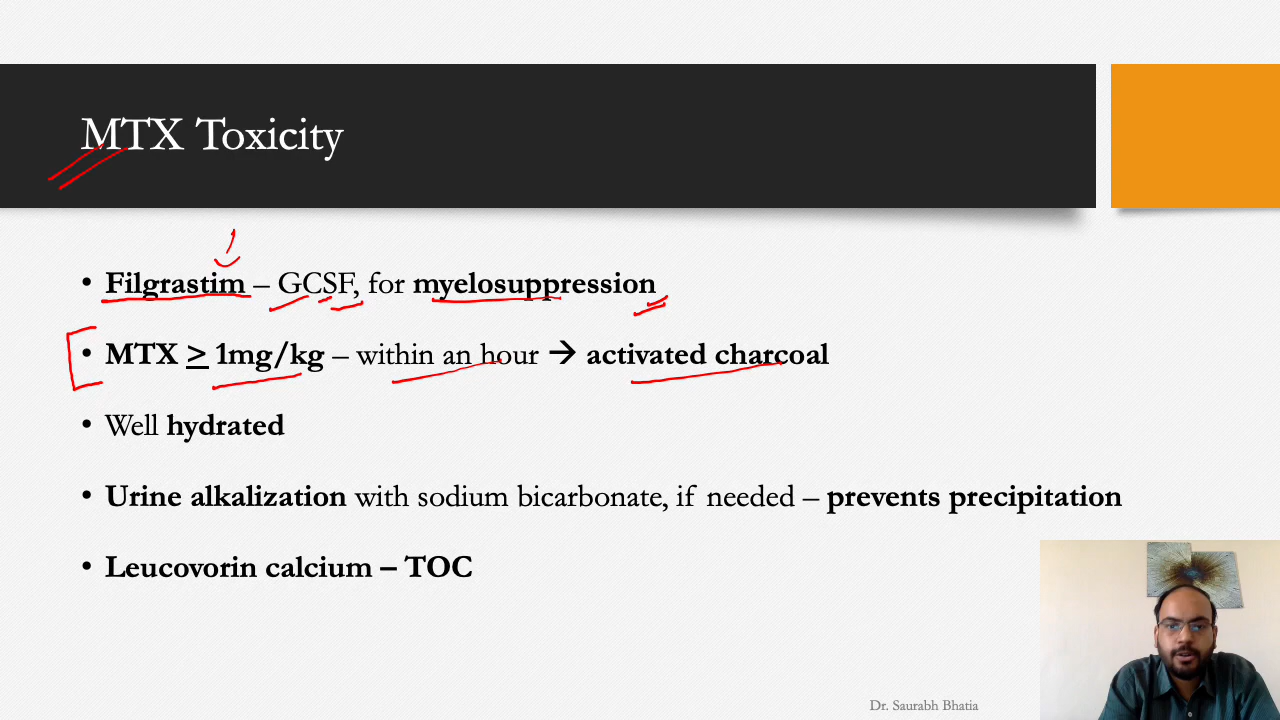 MTX Toxicity
• Filgrastim – GCSF, for myelosuppression
• MTX ≥ 1mg/kg – within an hour → activated charcoal
• Well hydrated
• Urine alkalization with sodium bicarbonate, if needed – prevents precipitation
• Leucovorin calcium – TOC
Dr. Saurabh Bhatia